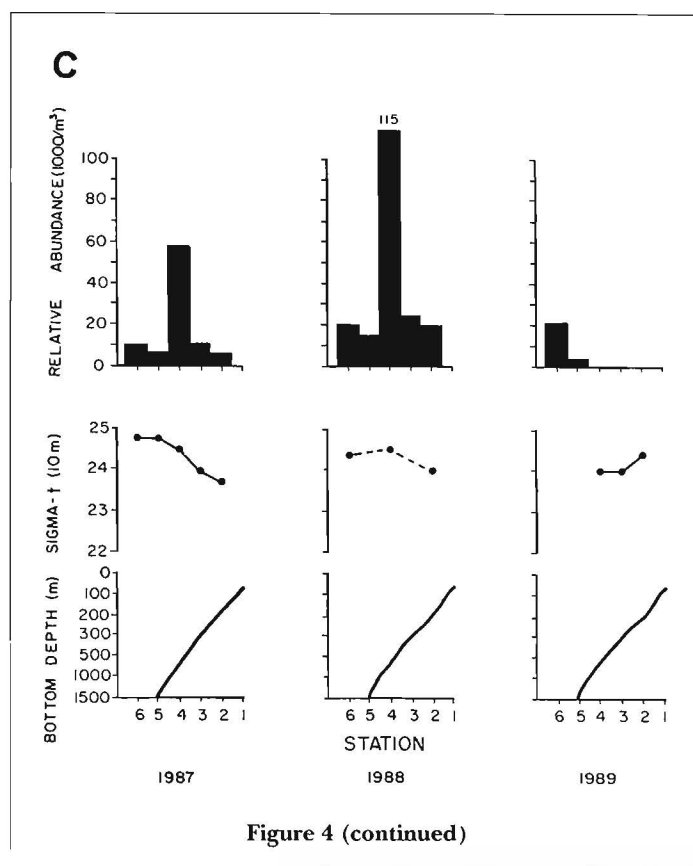 C
RELATIVE ABUNDANCE (1000/m³)
100
80
60
40
20
0
115
SIGMA-t (10m)
25
24
23
22
BOTTOM DEPTH (m)
0
100
200
300
500
1000
1500
6 5 4 3 2 1
6 5 4 3 2 1
6 5 4 3 2 1
STATION
1987
1988
1989
Figure 4 (continued)